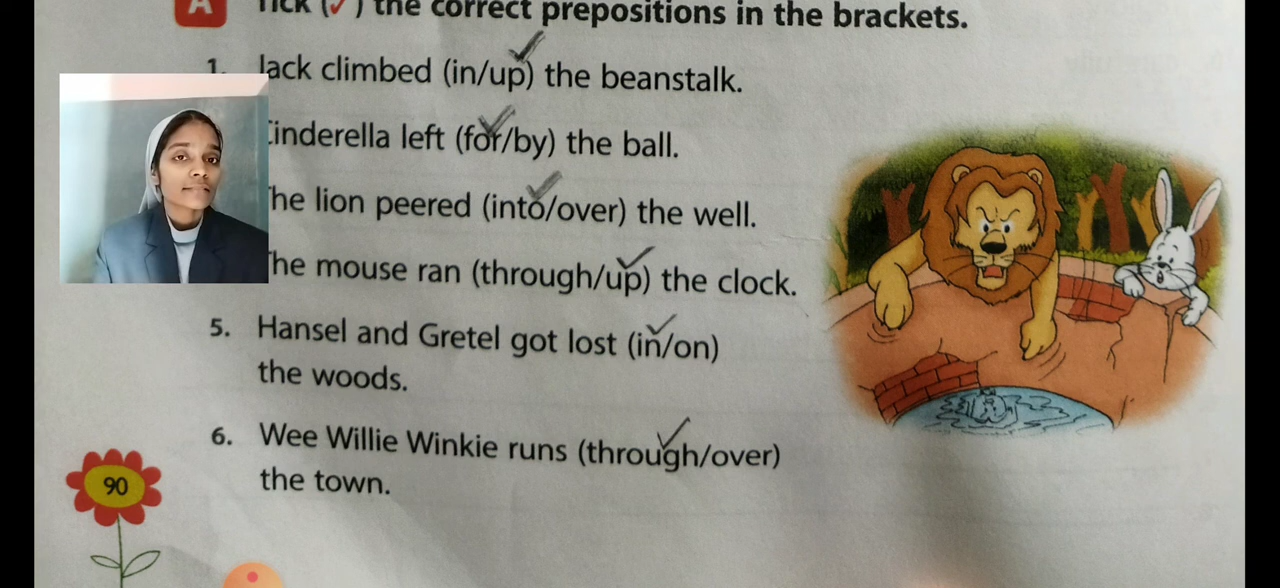 A Tick (✓) the correct prepositions in the brackets.
1. Jack climbed (in/up) the beanstalk.
Cinderella left (for/by) the ball.
The lion peered (into/over) the well.
The mouse ran (through/up) the clock.
5. Hansel and Gretel got lost (in/on)
the woods.
6. Wee Willie Winkie runs (through/over)
the town.
90